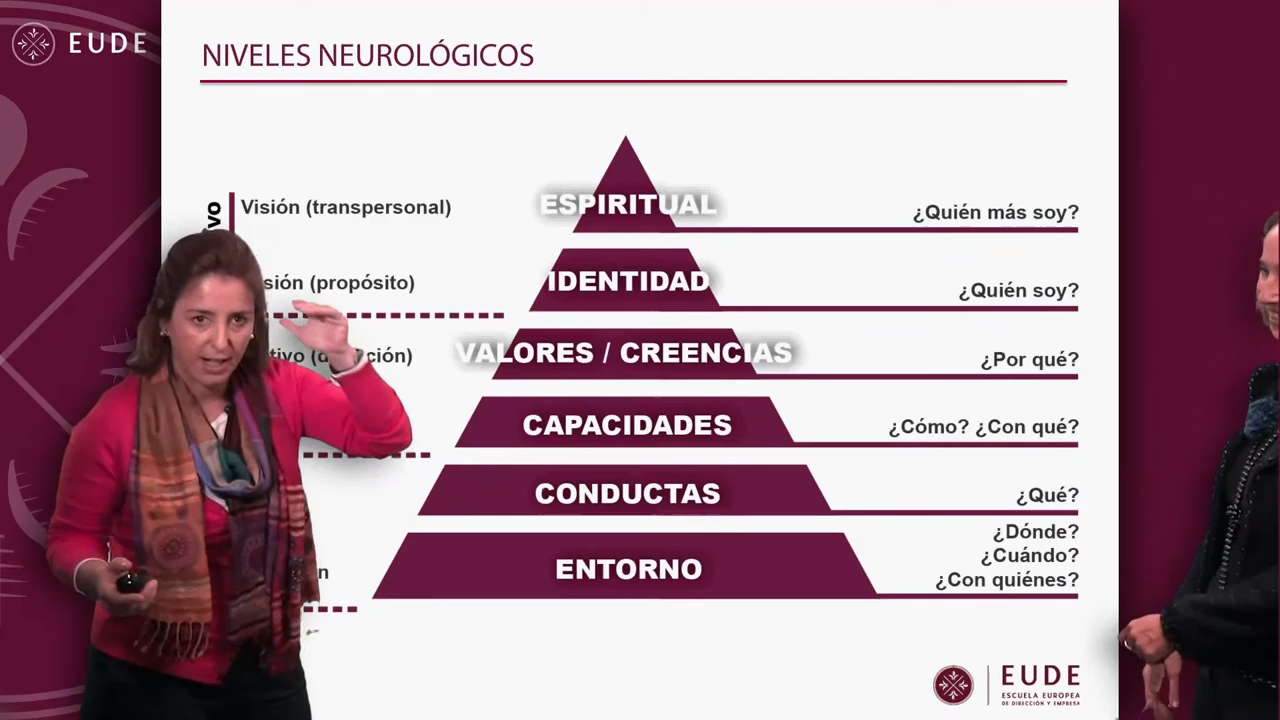 EUDE
NIVELES NEUROLÓGICOS
Visión (transpersonal)
ESPIRITUAL
¿Quién más soy?
(propósito)
IDENTIDAD
¿Quién soy?
VALORES / CREENCIAS
¿Por qué?
CAPACIDADES
¿Cómo? ¿Con qué?
CONDUCTAS
¿Qué?
ENTORNO
¿Dónde?
¿Cuándo?
¿Con quiénes?
EUDE
ESCUELA EUROPEA
DE DIRECCIÓN Y EMPRESA